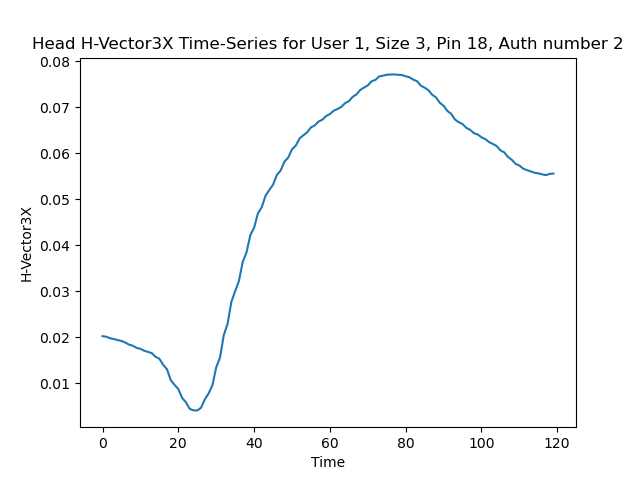 Head H-Vector3X Time-Series for User 1, Size 3, Pin 18, Auth number 2
0.08
0.07
0.06
0.05
0.04
0.03
0.02
0.01
H-Vector3X
0 20 40 60 80 100 120
Time